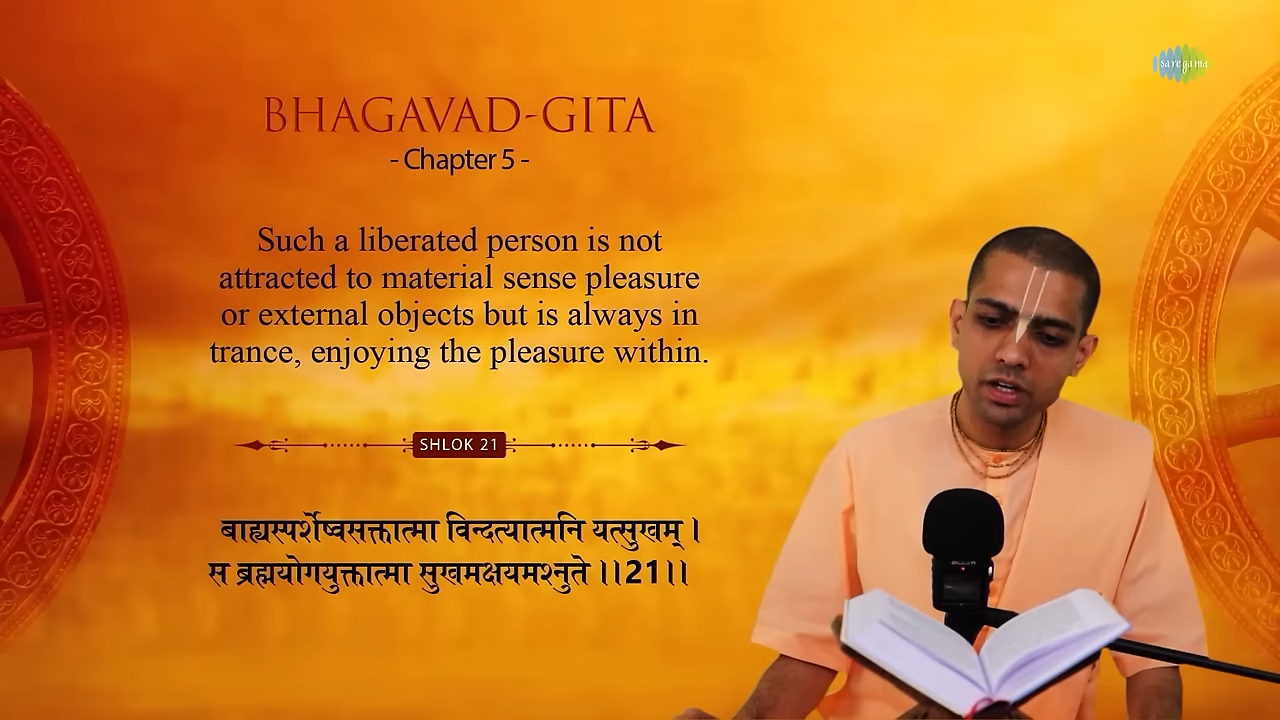 saregama
BHAGAVAD-GITA
- Chapter 5 -
Such a liberated person is not
attracted to material sense pleasure
or external objects but is always in
trance, enjoying the pleasure within.
SHLOK 21
बाह्यस्पर्शेष्वसक्तात्मा विन्दत्यात्मनि यत्सुखम् ।
स ब्रह्मयोगयुक्तात्मा सुखमक्षयमश्नुते ।।21।।